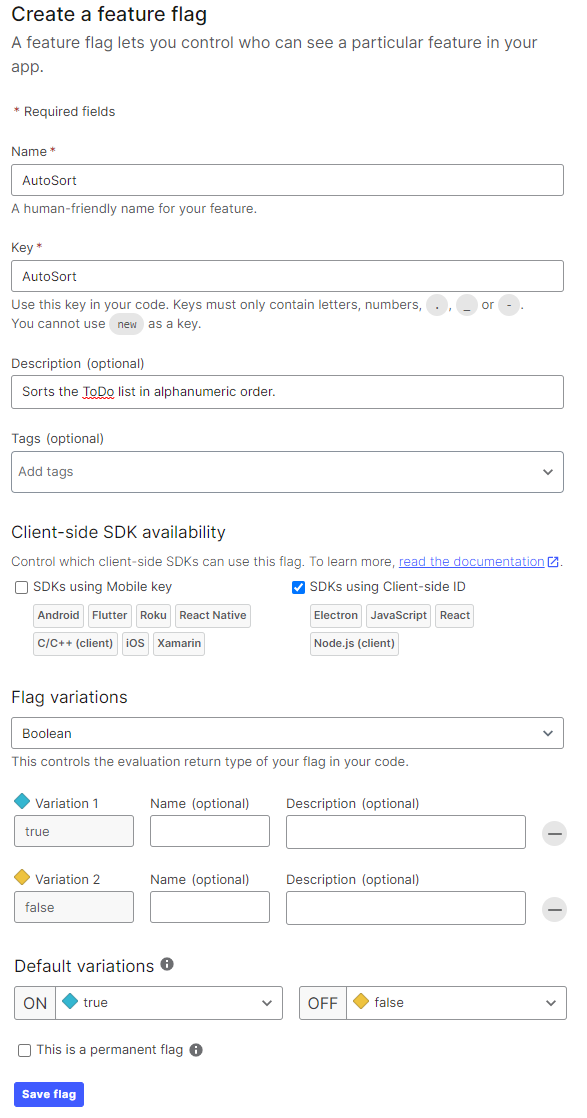 Create a feature flag
A feature flag lets you control who can see a particular feature in your
app.
* Required fields
Name *
AutoSort
A human-friendly name for your feature.
Key *
AutoSort
Use this key in your code. Keys must only contain letters, numbers, . , _ or - .
You cannot use new as a key.
Description (optional)
Sorts the ToDo list in alphanumeric order.
Tags (optional)
Add tags
Client-side SDK availability
Control which client-side SDKs can use this flag. To learn more, read the documentation.
SDKs using Mobile key
Android Flutter Roku React Native
C/C++ (client) iOS Xamarin
SDKs using Client-side ID
Electron JavaScript React
Node.js (client)
Flag variations
Boolean
This controls the evaluation return type of your flag in your code.
Variation 1 Name (optional) Description (optional)
true
Variation 2 Name (optional) Description (optional)
false
Default variations
ON true OFF false
This is a permanent flag
Save flag